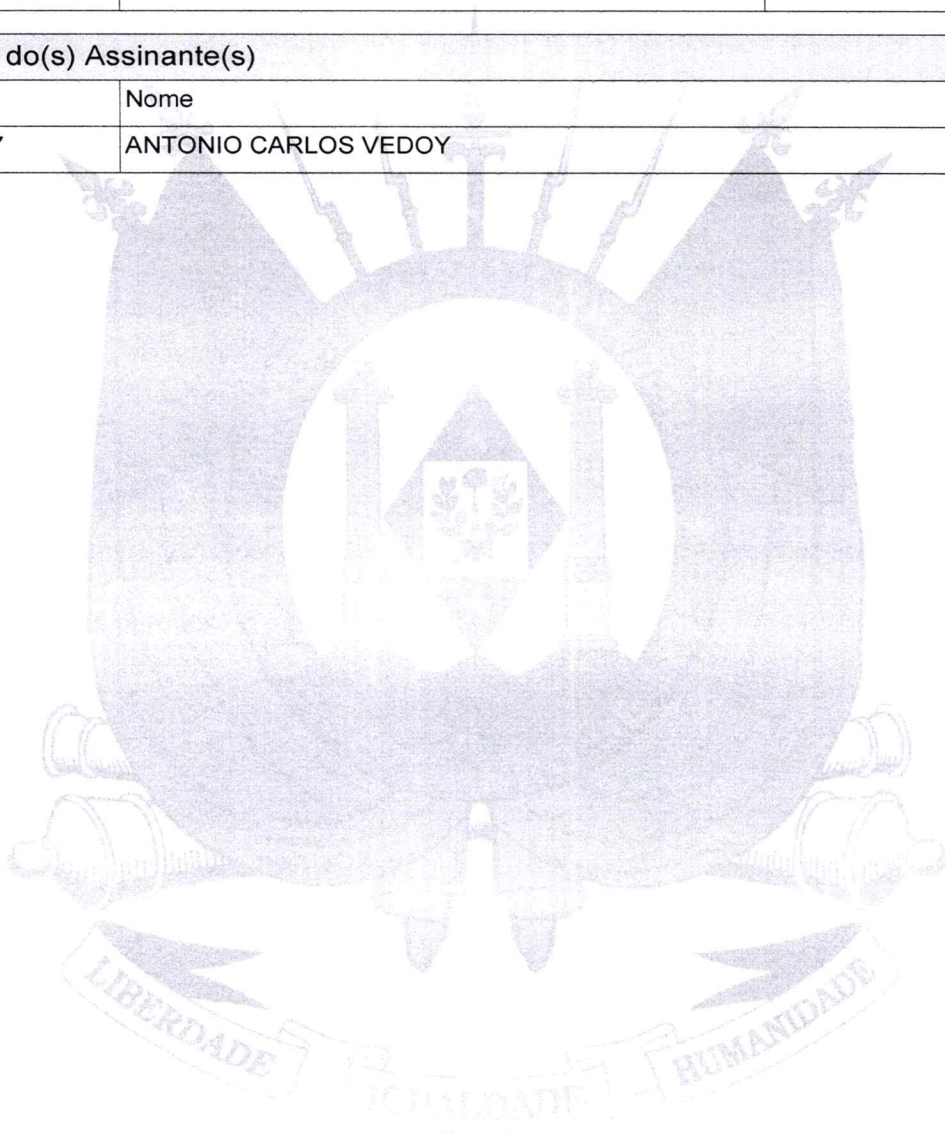 do(s) Assinante(s)
Nome
ANTONIO CARLOS VEDOY
LIBERDADE
IGUALDADE
HUMANIDADE